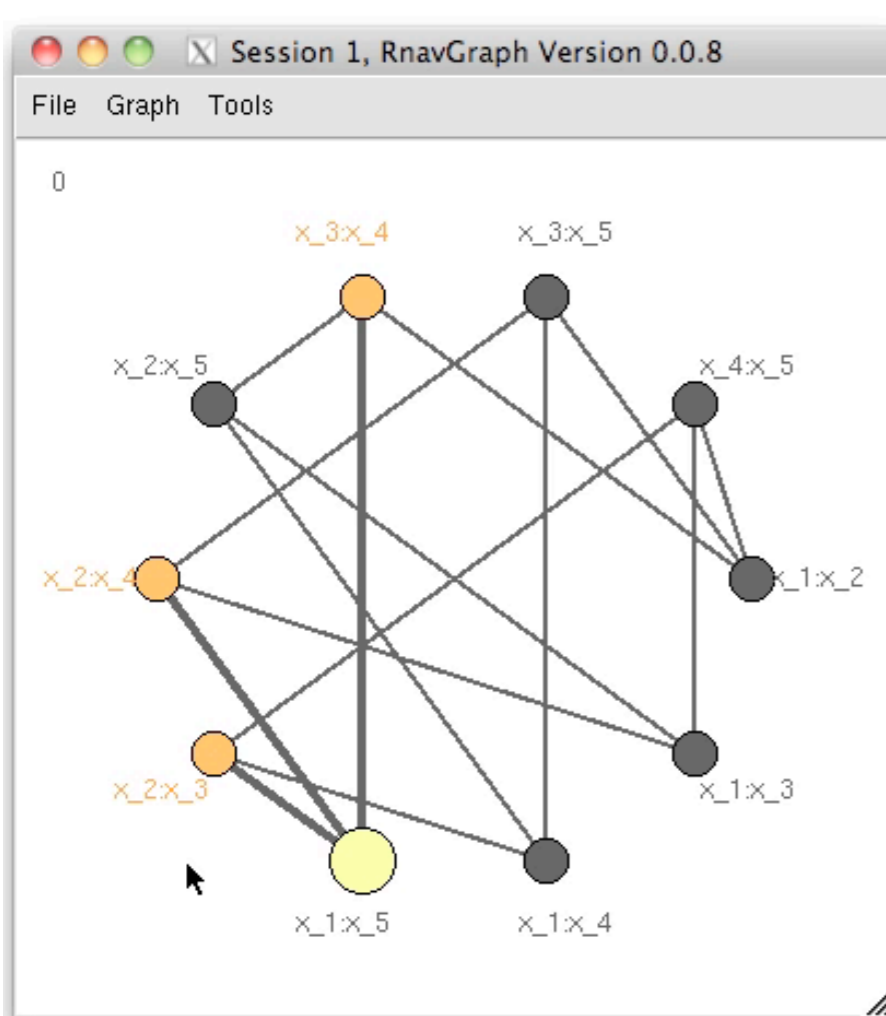 Session 1, RnavGraph Version 0.0.8
File Graph Tools
0
x_3:x_4
x_3:x_5
x_2:x_5
x_4:x_5
x_2:x_4
x_1:x_2
x_2:x_3
x_1:x_3
x_1:x_5
x_1:x_4